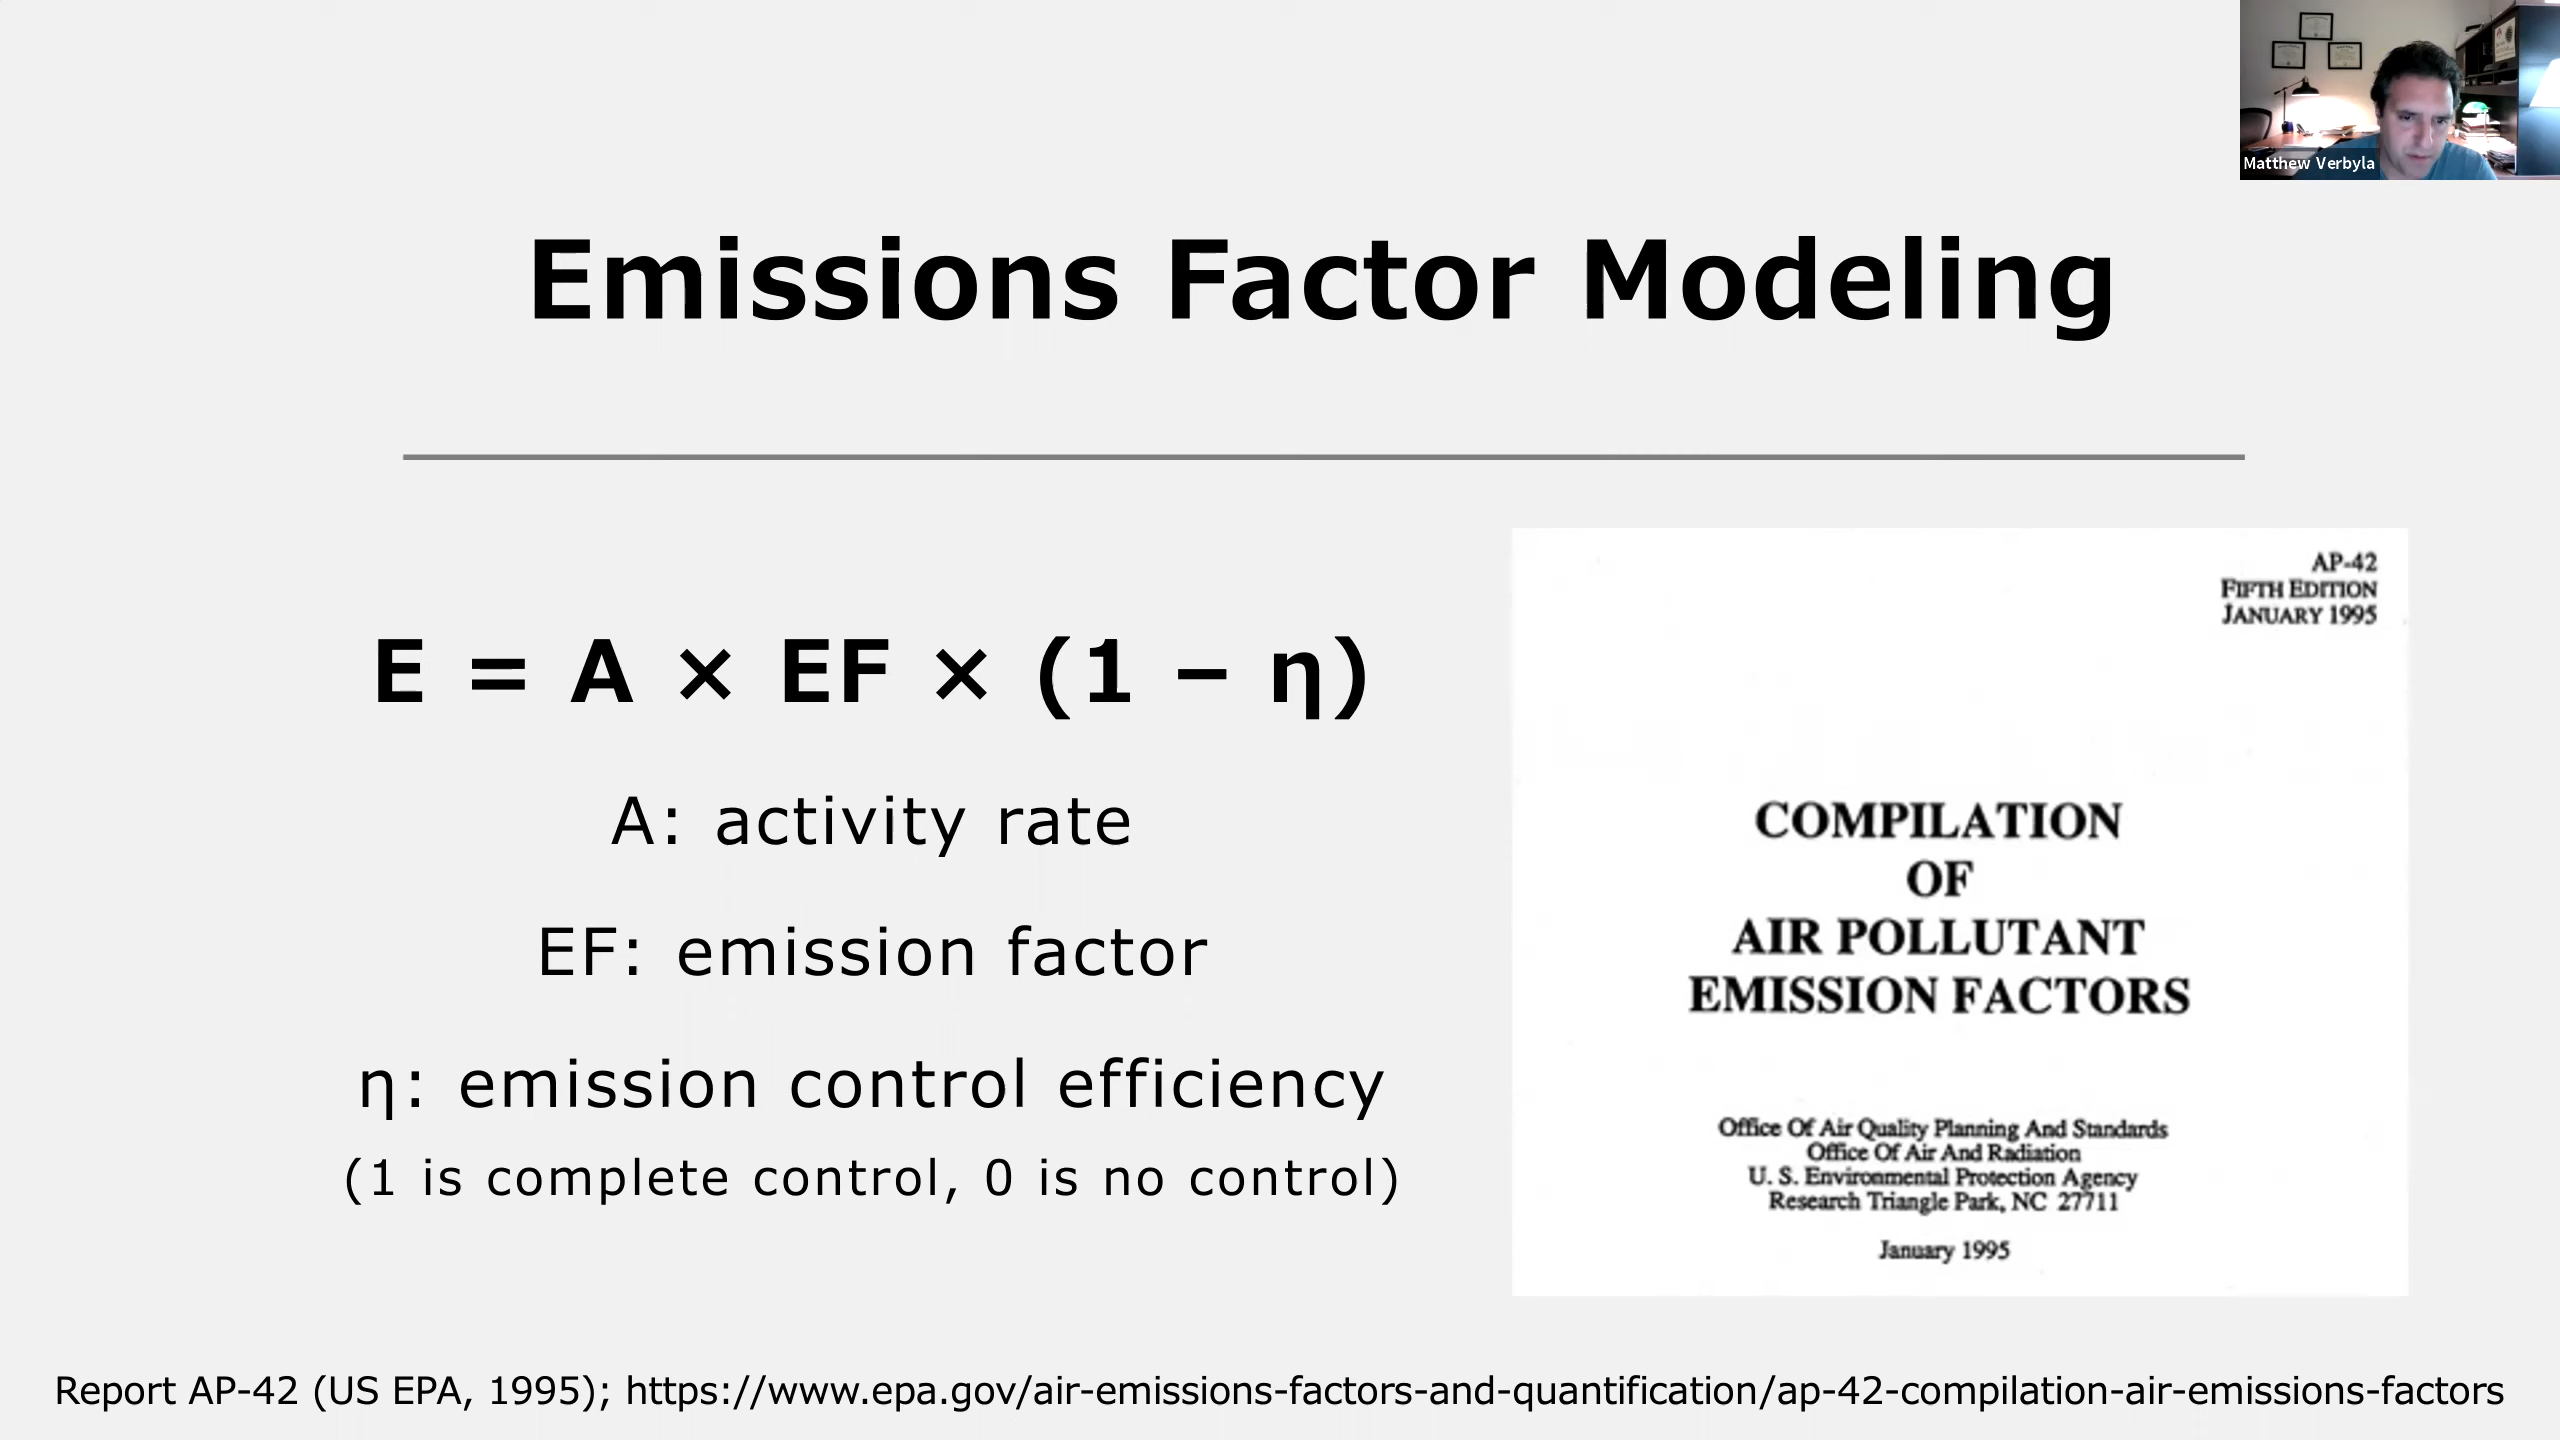 Matthew Verbyla
Emissions Factor Modeling
E = A × EF × (1 – η)
A: activity rate
EF: emission factor
η: emission control efficiency
(1 is complete control, 0 is no control)
AP-42
FIFTH EDITION
JANUARY 1995
COMPILATION
OF
AIR POLLUTANT
EMISSION FACTORS
Office Of Air Quality Planning And Standards
Office Of Air And Radiation
U. S. Environmental Protection Agency
Research Triangle Park, NC 27711
January 1995
Report AP-42 (US EPA, 1995); https://www.epa.gov/air-emissions-factors-and-quantification/ap-42-compilation-air-emissions-factors